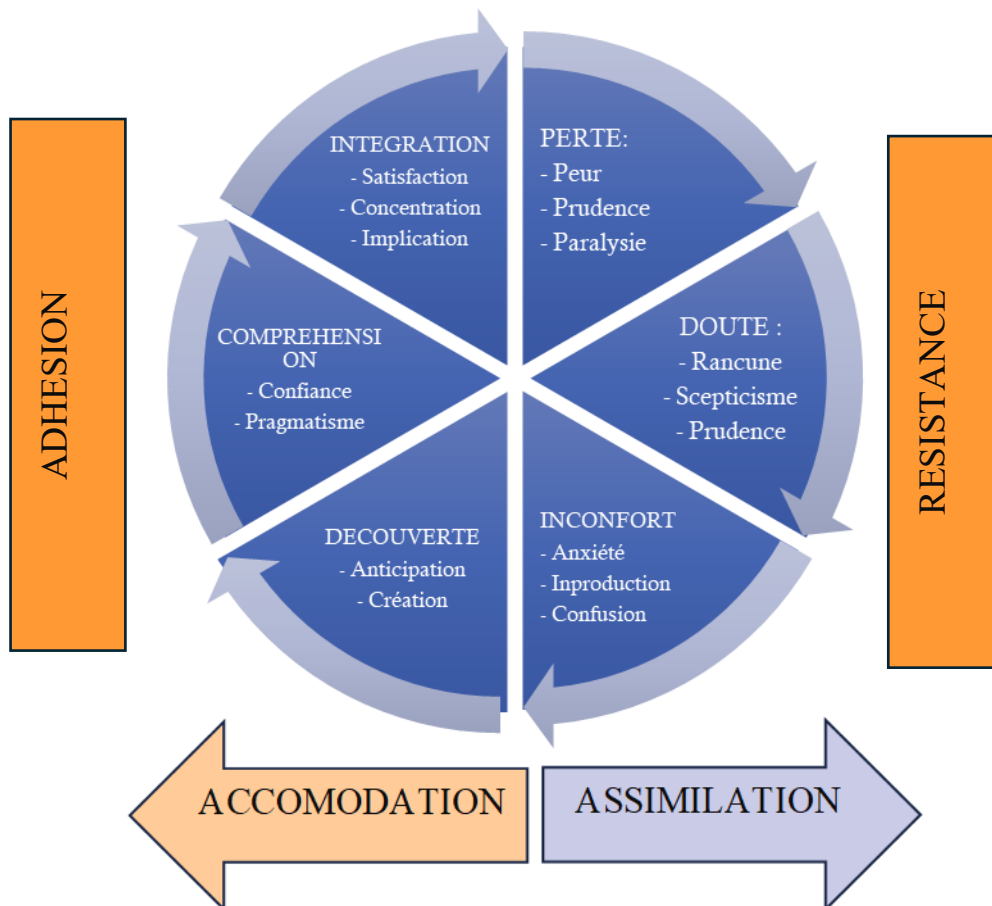 ADHESION
INTEGRATION
- Satisfaction
- Concentration
- Implication
PERTE:
- Peur
- Prudence
- Paralysie
COMPREHENSI
ON
- Confiance
- Pragmatisme
DOUTE :
- Rancune
- Scepticisme
- Prudence
DECOUVERTE
- Anticipation
- Création
INCONFORT
- Anxiété
- Inproduction
- Confusion
RESISTANCE
ACCOMODATION
ASSIMILATION